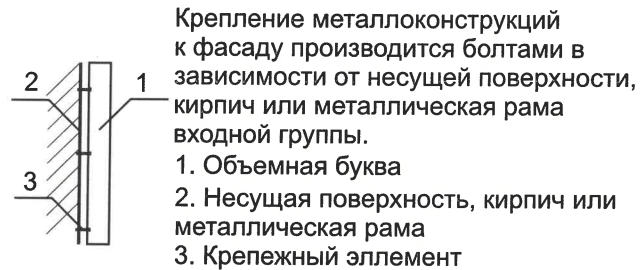 Крепление металлоконструкций
к фасаду производится болтами в
зависимости от несущей поверхности,
кирпич или металлическая рама
входной группы.
1. Объемная буква
2. Несущая поверхность, кирпич или
металлическая рама
3. Крепежный эллемент
2
1
3